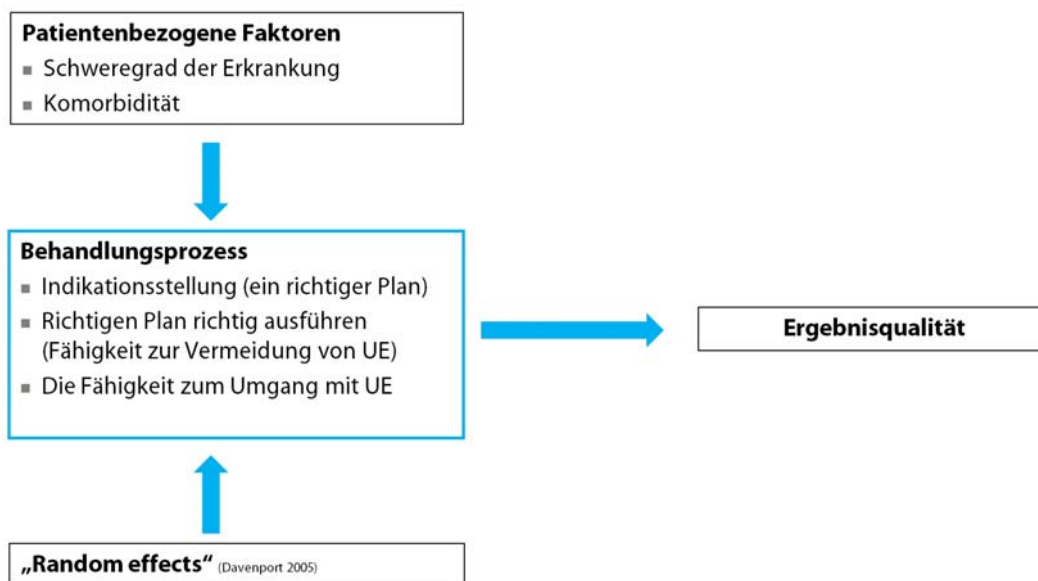 Patientenbezogene Faktoren
▪ Schweregrad der Erkrankung
▪ Komorbidität
Behandlungsprozess
▪ Indikationsstellung (ein richtiger Plan)
▪ Richtigen Plan richtig ausführen
(Fähigkeit zur Vermeidung von UE)
▪ Die Fähigkeit zum Umgang mit UE
Ergebnisqualität
„Random effects“ (Davenport 2005)